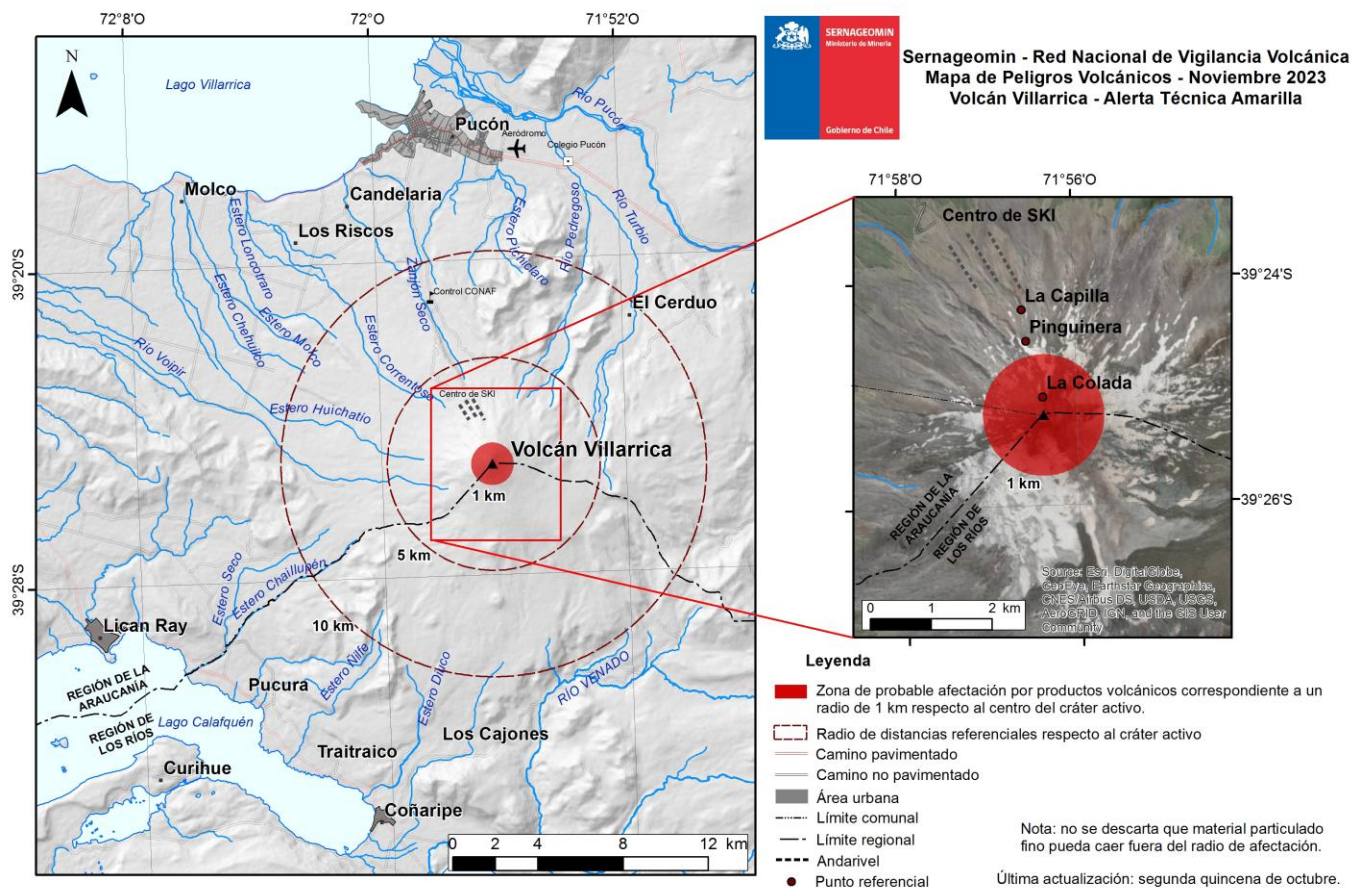 72°8'O
72°O
71°52'O
39°20'S
39°28'S
N
Lago Villarrica
Río Pucón
Pucón
Aeródromo
Colegio Pucón
Molco
Candelaria
Los Riscos
Estero Loncotraro
Estero Pichiclaro
Río Pedregoso
Río Turbio
Zanjón Seco
Control CONAF
El Cerduo
Estero Chehuilco
Estero Molco
Estero Correntoso
Río Voipir
Estero Huichatio
Centro de SKI
Volcán Villarrica
1 km
5 km
10 km
Estero Seco
Estero Chaillupén
Lican Ray
Estero Ñilfe
Estero Diuco
RÍO VENADO
Pucura
REGIÓN DE LA
ARAUCANÍA
REGIÓN DE
LOS RÍOS
Lago Calafquén
Traitraico
Los Cajones
Curihue
Coñaripe
0 2 4 8 12 km
SERNAGEOMIN
Ministerio de Minería
Gobierno de Chile
Sernageomin - Red Nacional de Vigilancia Volcánica
Mapa de Peligros Volcánicos - Noviembre 2023
Volcán Villarrica - Alerta Técnica Amarilla
71°58'
71°56'O
39°24'S
39°26'S
Centro de SKI
La Capilla
Pinguinera
La Colada
1 km
REGIÓN DE LA
ARAUCANÍA
REGIÓN DE
LOS RÍOS
Source: Esri, DigitalGlobe,
GeoEye, Earthstar Geographics,
CNES/Airbus DS, USDA, USGS,
AeroGRID, IGN, and the GIS User
Community
0 1 2 km
Leyenda
Zona de probable afectación por productos volcánicos correspondiente a un
radio de 1 km respecto al centro del cráter activo.
Radio de distancias referenciales respecto al cráter activo
Camino pavimentado
Camino no pavimentado
Área urbana
Límite comunal
Límite regional
Andarivel
Punto referencial
Nota: no se descarta que material particulado
fino pueda caer fuera del radio de afectación.
Última actualización: segunda quincena de octubre.